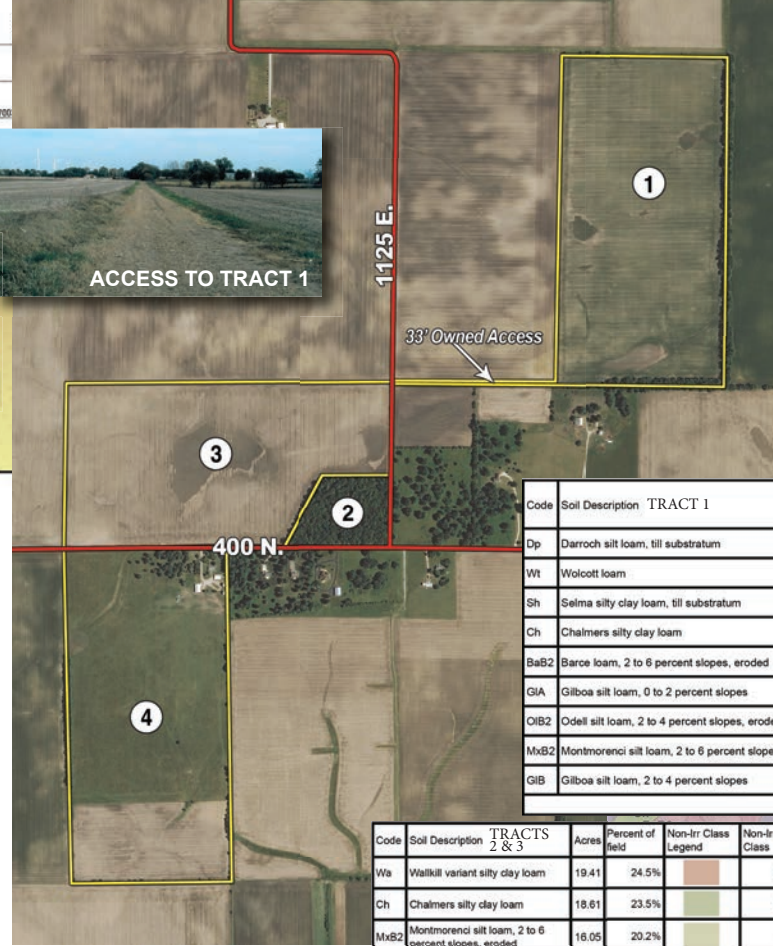 1
ACCESS TO TRACT 1
1125 E.
33' Owned Access
3
2
400 N.
4
Code Soil Description TRACT 1
Dp Darroch silt loam, till substratum
Wt Wolcott loam
Sh Selma silty clay loam, till substratum
Ch Chalmers silty clay loam
BaB2 Barce loam, 2 to 6 percent slopes, eroded
GlA Gilboa silt loam, 0 to 2 percent slopes
OlB2 Odell silt loam, 2 to 4 percent slopes, erode
MxB2 Montmorenci silt loam, 2 to 6 percent slope
GlB Gilboa silt loam, 2 to 4 percent slopes
Code Soil Description TRACTS 2 & 3 Acres Percent of field Non-Irr Class Legend Non-Ir Class
Wa Wallkill variant silty clay loam 19.41 24.5%
Ch Chalmers silty clay loam 18.61 23.5%
MxB2 Montmorenci silt loam, 2 to 6 percent slopes, eroded 16.05 20.2%